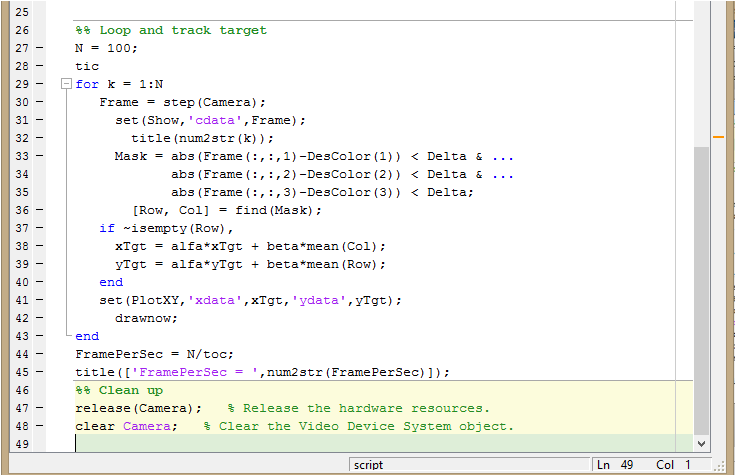 25
26 %% Loop and track target
27 – N = 100;
28 – tic
29 – for k = 1:N
30 – Frame = step(Camera);
31 – set(Show,'cdata',Frame);
32 – title(num2str(k));
33 – Mask = abs(Frame(:,:,1)-DesColor(1)) < Delta & ...
34 abs(Frame(:,:,2)-DesColor(2)) < Delta & ...
35 abs(Frame(:,:,3)-DesColor(3)) < Delta;
36 – [Row, Col] = find(Mask);
37 – if ~isempty(Row),
38 – xTgt = alfa*xTgt + beta*mean(Col);
39 – yTgt = alfa*yTgt + beta*mean(Row);
40 – end
41 – set(PlotXY,'xdata',xTgt,'ydata',yTgt);
42 – drawnow;
43 – end
44 – FramePerSec = N/toc;
45 – title(['FramePerSec = ',num2str(FramePerSec)]);
46 %% Clean up
47 – release(Camera); % Release the hardware resources.
48 – clear Camera; % Clear the Video Device System object.
49
script Ln 49 Col 1